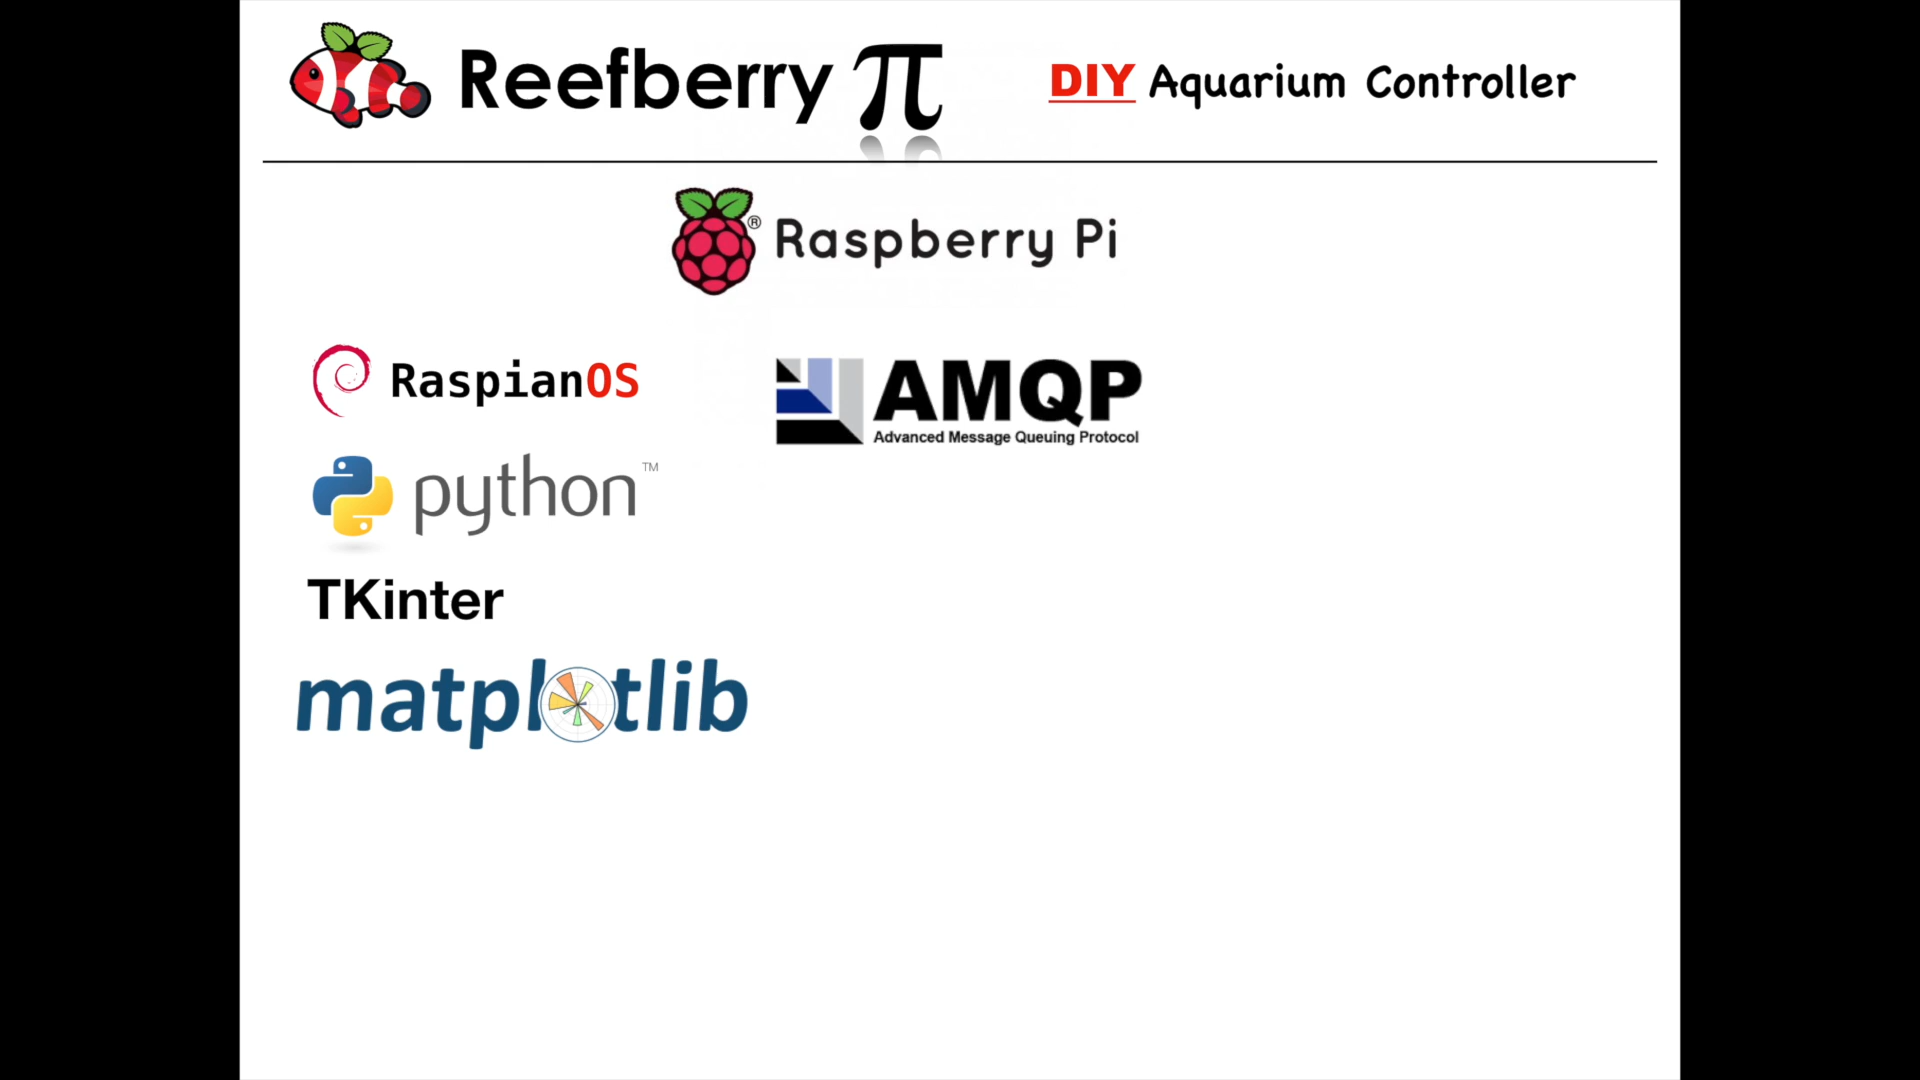 Reefberry π
DIY Aquarium Controller
® Raspberry Pi
RaspianOS
AMQP
Advanced Message Queuing Protocol
python™
TKinter
matplotlib